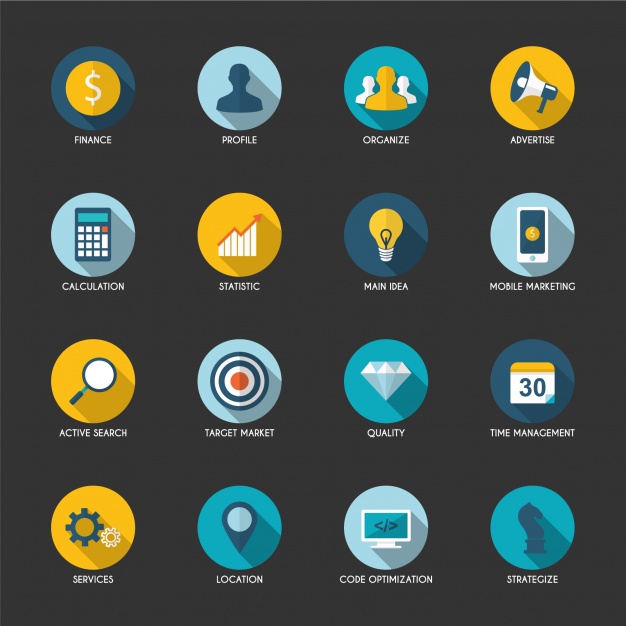 $
FINANCE
PROFILE
ORGANIZE
ADVERTISE
CALCULATION
STATISTIC
MAIN IDEA
$
MOBILE MARKETING
ACTIVE SEARCH
TARGET MARKET
QUALITY
30
TIME MANAGEMENT
SERVICES
LOCATION
</>
CODE OPTIMIZATION
STRATEGIZE